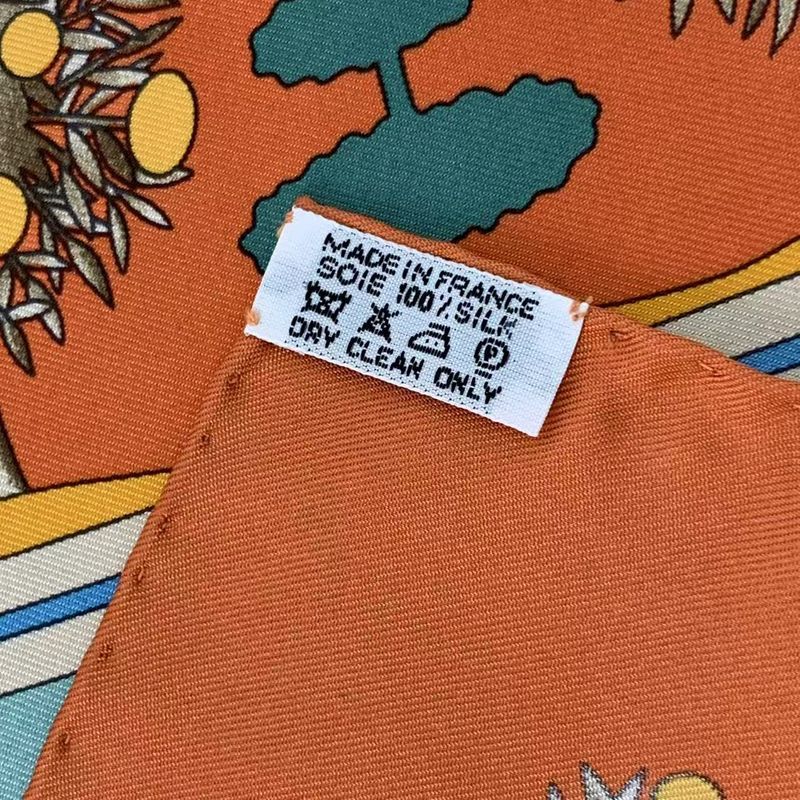 MADE IN FRANCE
SOIE 100% SILK
P
DRY CLEAN ONLY